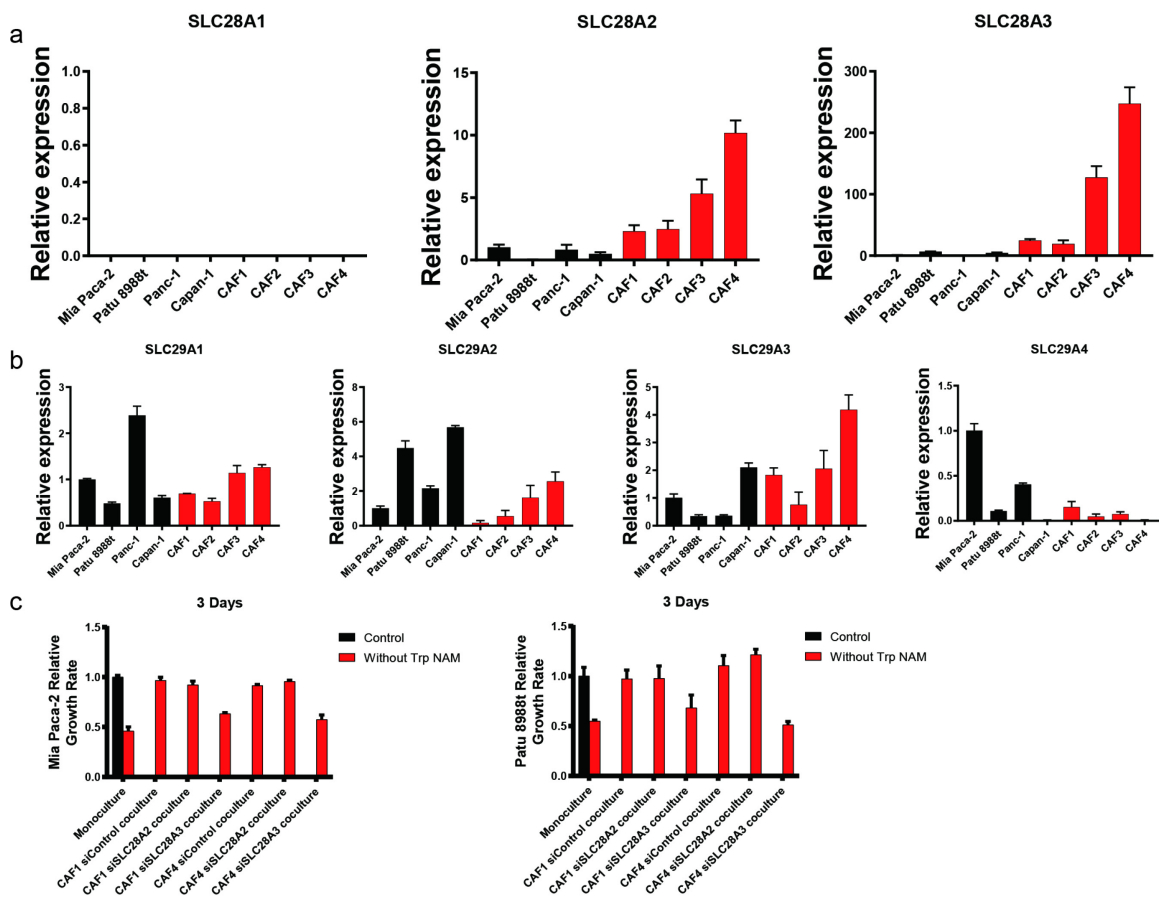 a
SLC28A1
Relative expression
1.0
0.8
0.6
0.4
0.2
0.0
Mia Paca-2
Patu 8988t
Panc-1
Capan-1
CAF1
CAF2
CAF3
CAF4
SLC28A2
Relative expression
15
10
5
0
Mia Paca-2
Patu 8988t
Panc-1
Capan-1
CAF1
CAF2
CAF3
CAF4
SLC28A3
Relative expression
300
200
100
0
Mia Paca-2
Patu 8988t
Panc-1
Capan-1
CAF1
CAF2
CAF3
CAF4
b
SLC29A1
Relative expression
3
2
1
0
Mia Paca-2
Patu 8988t
Panc-1
Capan-1
CAF1
CAF2
CAF3
CAF4
SLC29A2
Relative expression
8
6
4
2
0
Mia Paca-2
Patu 8988t
Panc-1
Capan-1
CAF1
CAF2
CAF3
CAF4
SLC29A3
Relative expression
5
4
3
2
1
0
Mia Paca-2
Patu 8988t
Panc-1
Capan-1
CAF1
CAF2
CAF3
CAF4
SLC29A4
Relative expression
1.5
1.0
0.5
0.0
Mia Paca-2
Patu 8988t
Panc-1
Capan-1
CAF1
CAF2
CAF3
CAF4
c
3 Days
Mia Paca-2 Relative
Growth Rate
1.5
1.0
0.5
0.0
Monoculture
CAF1 siControl coculture
CAF1 siSLC28A2 coculture
CAF1 siSLC28A3 coculture
CAF4 siControl coculture
CAF4 siSLC28A2 coculture
CAF4 siSLC28A3 coculture
Control
Without Trp NAM
3 Days
Patu 8988t Relative
Growth Rate
1.5
1.0
0.5
0.0
Monoculture
CAF1 siControl coculture
CAF1 siSLC28A2 coculture
CAF1 siSLC28A3 coculture
CAF4 siControl coculture
CAF4 siSLC28A2 coculture
CAF4 siSLC28A3 coculture
Control
Without Trp NAM